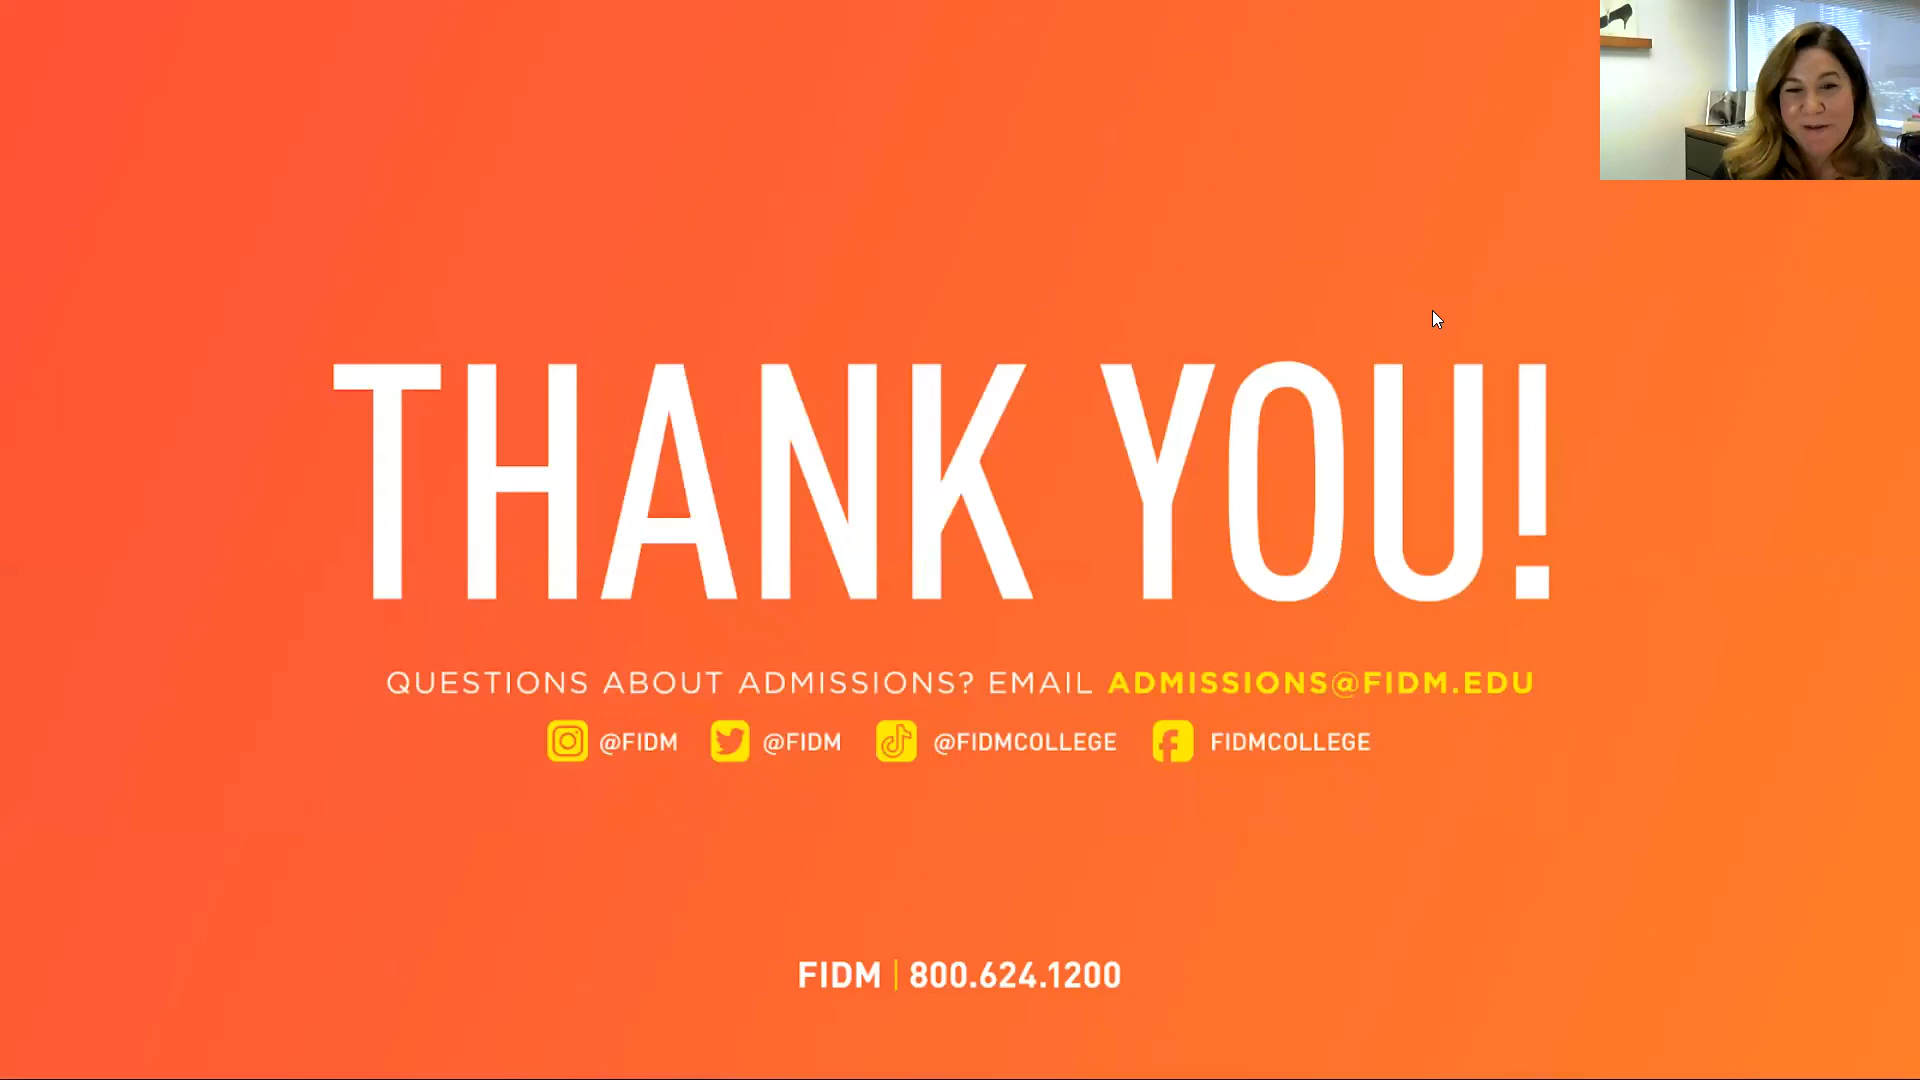 THANK YOU!
QUESTIONS ABOUT ADMISSIONS? EMAIL ADMISSIONS@FIDM.EDU
@FIDM @FIDM @FIDMCOLLEGE FIDMCOLLEGE
FIDM | 800.624.1200